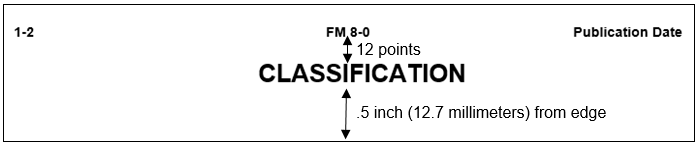 1-2 FM 8-0 Publication Date
12 points
CLASSIFICATION
.5 inch (12.7 millimeters) from edge